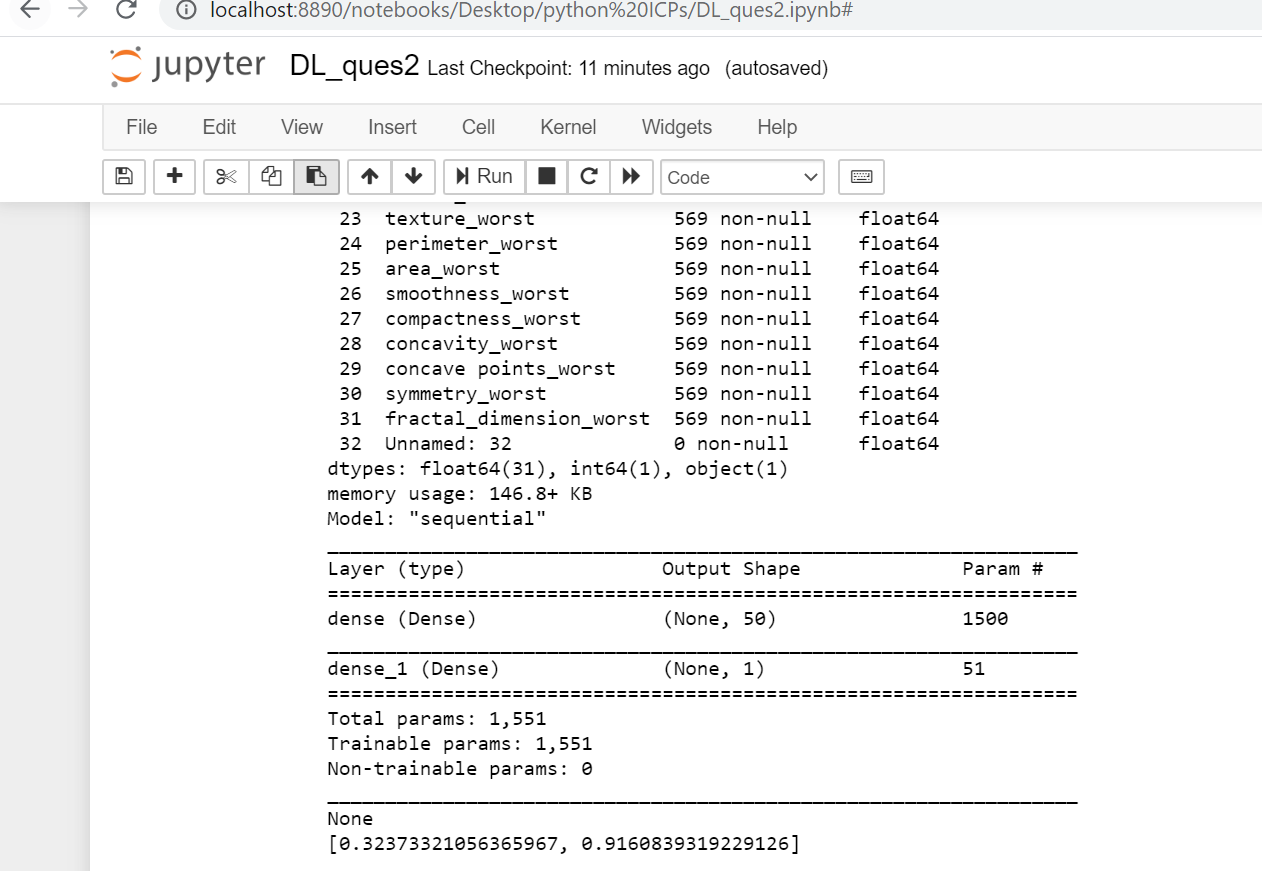 localhost:8890/notebooks/Desktop/python%20ICPs/DL_ques2.ipynb#
jupyter DL_ques2 Last Checkpoint: 11 minutes ago (autosaved)
File Edit View Insert Cell Kernel Widgets Help
Run Code
23 texture_worst 569 non-null float64
24 perimeter_worst 569 non-null float64
25 area_worst 569 non-null float64
26 smoothness_worst 569 non-null float64
27 compactness_worst 569 non-null float64
28 concavity_worst 569 non-null float64
29 concave points_worst 569 non-null float64
30 symmetry_worst 569 non-null float64
31 fractal_dimension_worst 569 non-null float64
32 Unnamed: 32 0 non-null float64
dtypes: float64(31), int64(1), object(1)
memory usage: 146.8+ KB
Model: "sequential"
_________________________________________________________________
Layer (type) Output Shape Param #
=================================================================
dense (Dense) (None, 50) 1500
_________________________________________________________________
dense_1 (Dense) (None, 1) 51
=================================================================
Total params: 1,551
Trainable params: 1,551
Non-trainable params: 0
_________________________________________________________________
None
[0.32373321056365967, 0.9160839319229126]